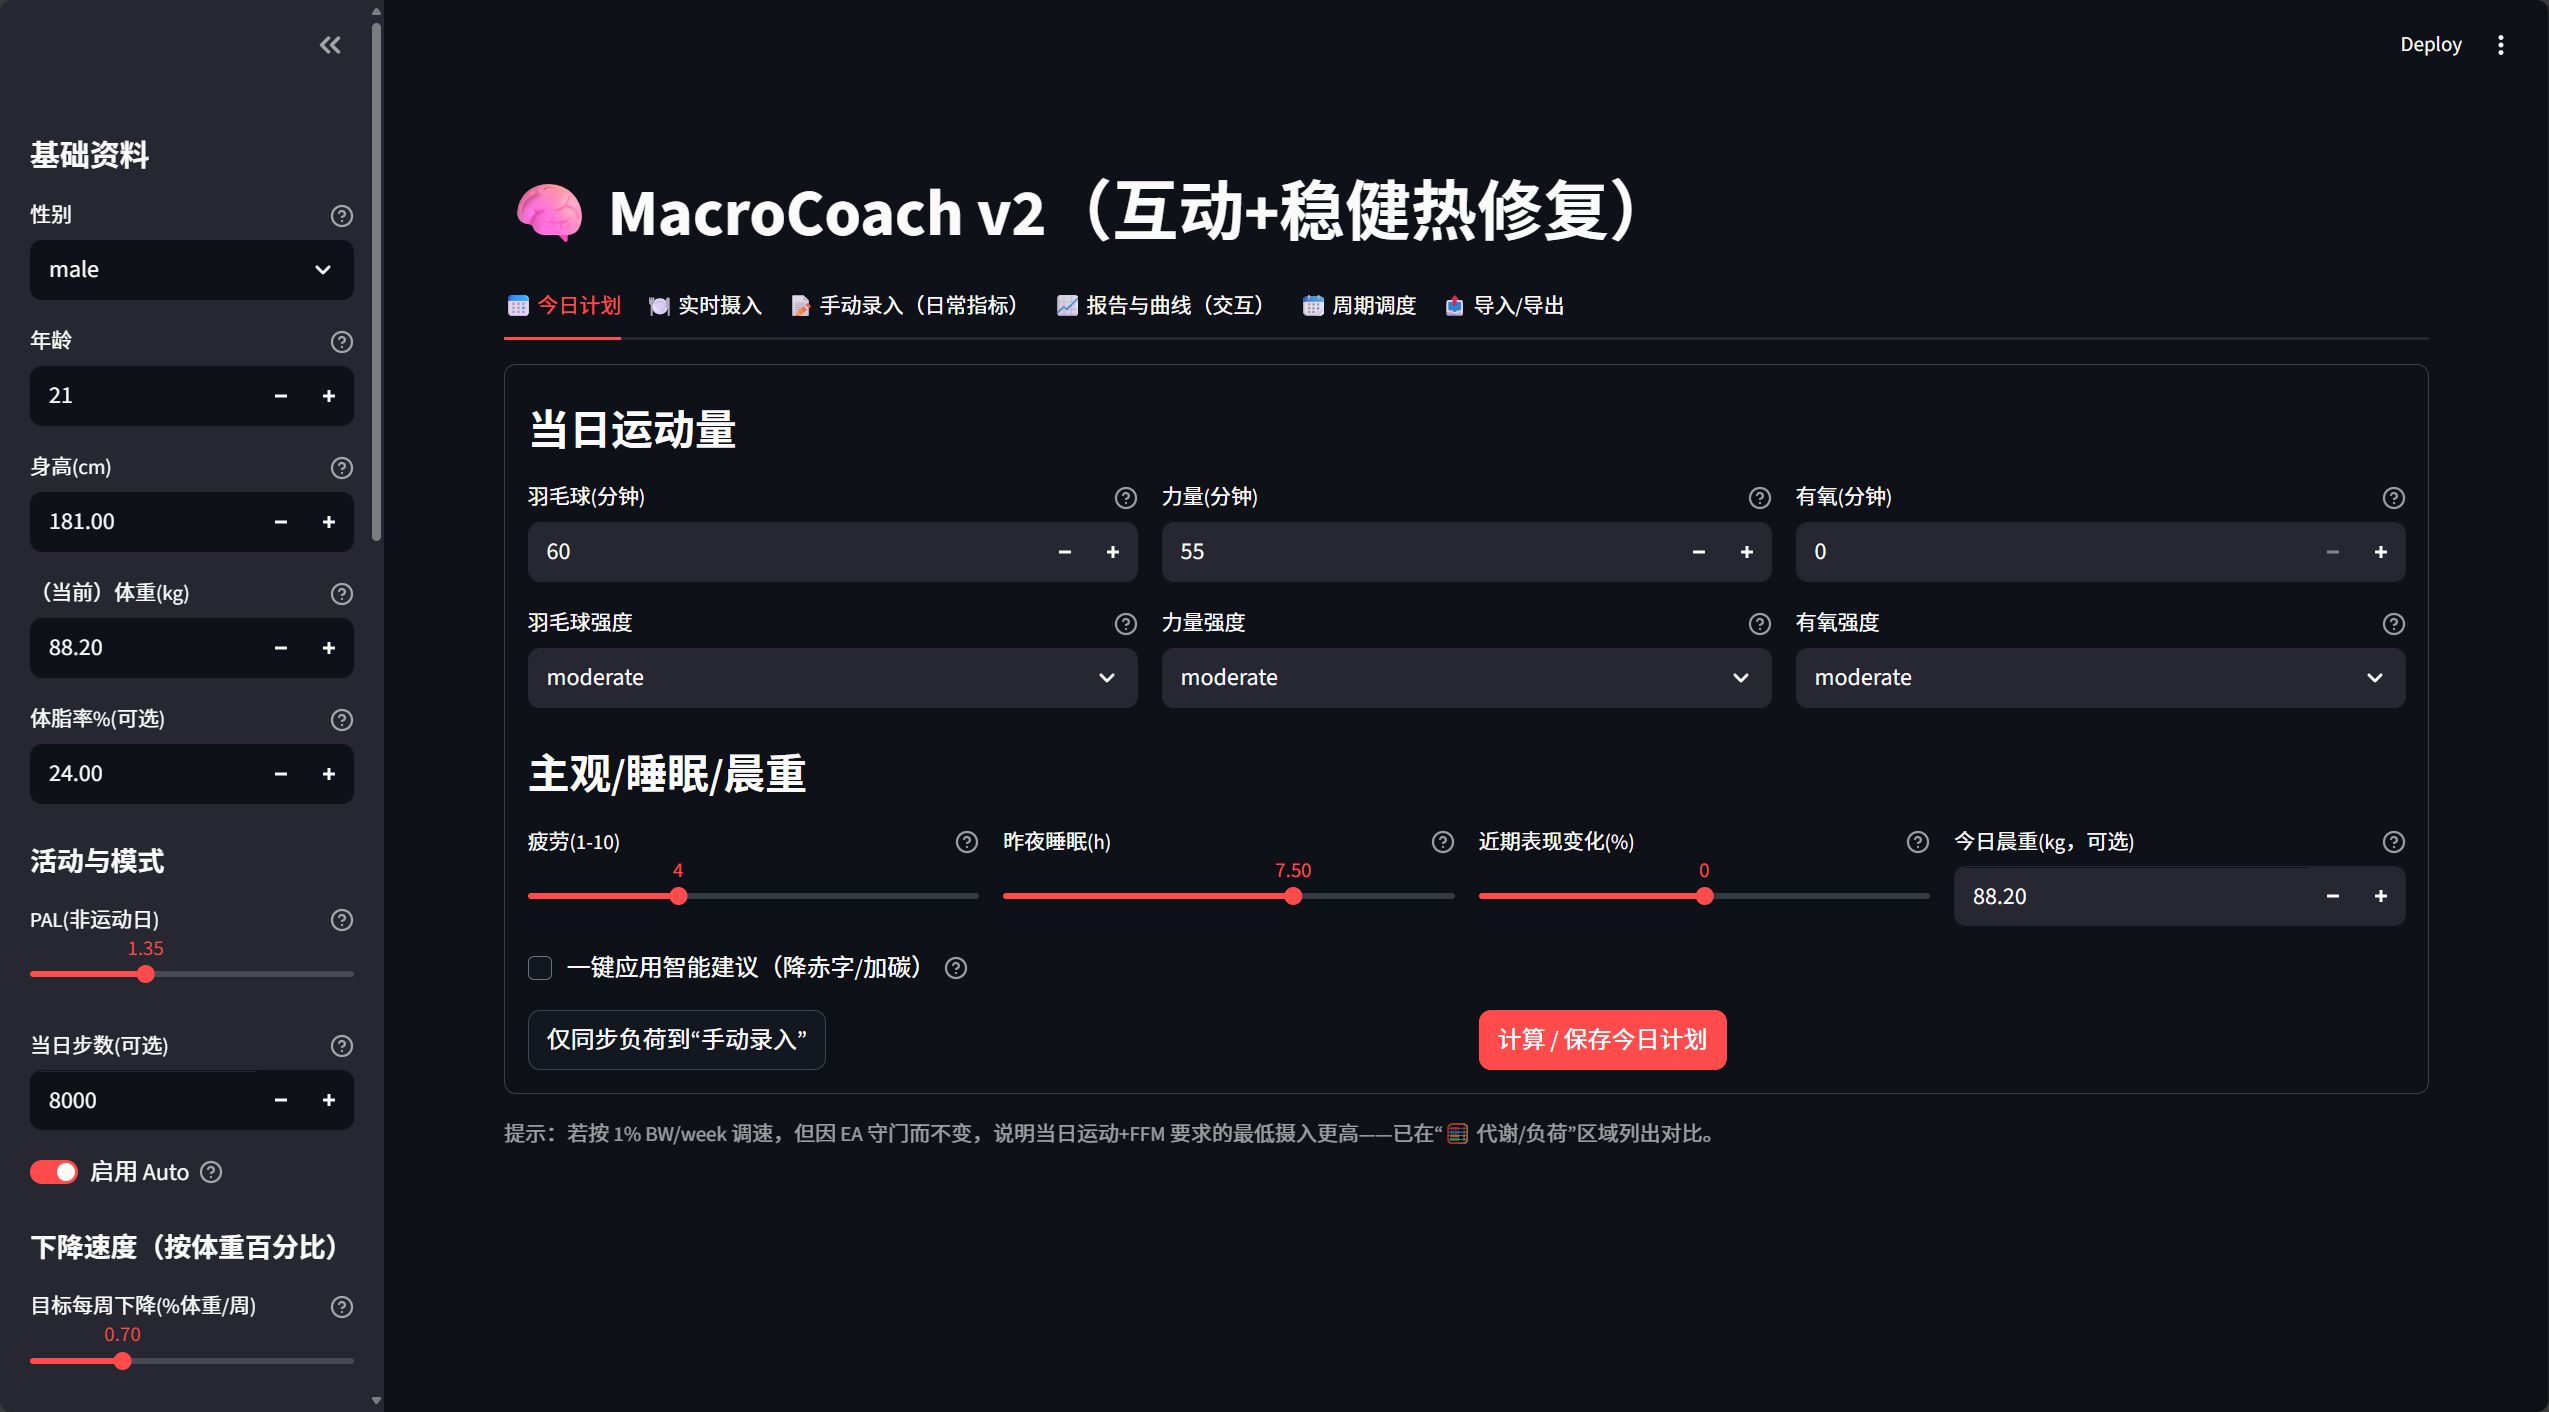 基础资料
性别
male
年龄
21
身高(cm)
181.00
（当前）体重(kg)
88.20
体脂率%(可选)
24.00
活动与模式
PAL(非运动日)
1.35
当日步数(可选)
8000
启用 Auto
下降速度（按体重百分比）
目标每周下降(%体重/周)
0.70
Deploy
MacroCoach v2（互动+稳健热修复）
今日计划 实时摄入 手动录入（日常指标） 报告与曲线（交互） 周期调度 导入/导出
当日运动量
羽毛球(分钟) 力量(分钟) 有氧(分钟)
60 55 0
羽毛球强度 力量强度 有氧强度
moderate moderate moderate
主观/睡眠/晨重
疲劳(1-10) 昨夜睡眠(h) 近期表现变化(%) 今日晨重(kg，可选)
4 7.50 0 88.20
一键应用智能建议（降赤字/加碳）
仅同步负荷到“手动录入” 计算 / 保存今日计划
提示：若按 1% BW/week 调速，但因 EA 守门而不变，说明当日运动+FFM 要求的最低摄入更高——已在“🧮 代谢/负荷”区域列出对比。